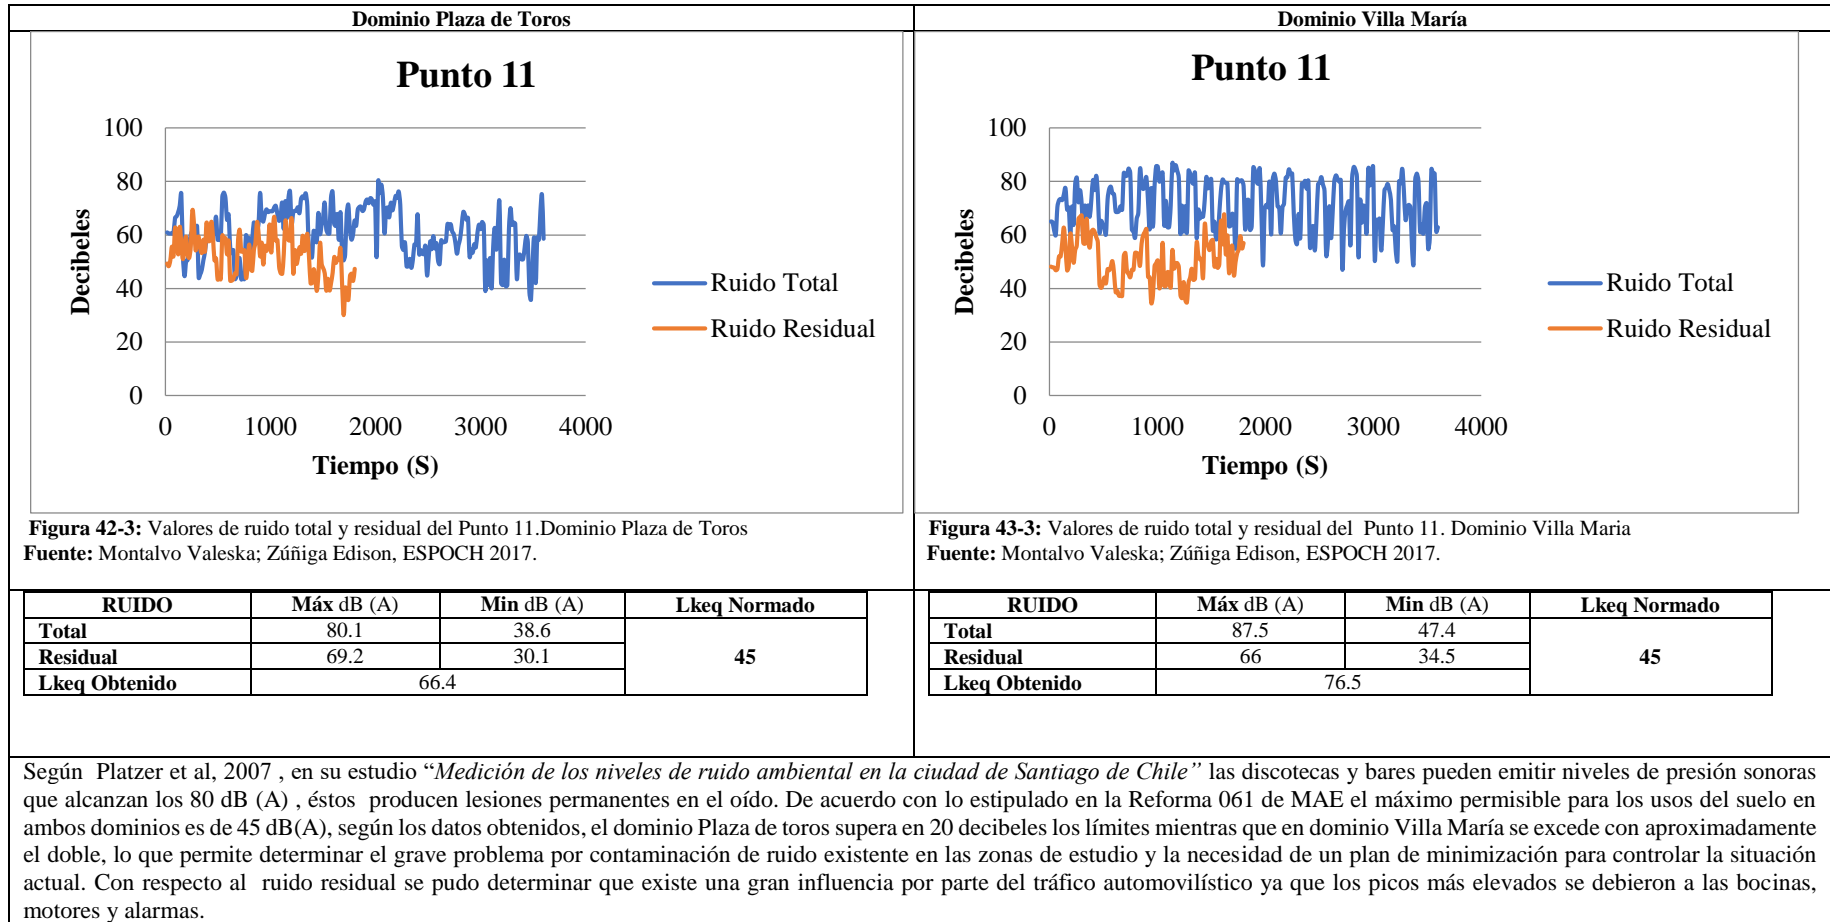 Dominio Plaza de Toros
Dominio Villa María
Punto 11
100
80
60
40
20
0
0 1000 2000 3000 4000
Decibeles
Tiempo (S)
Ruido Total
Ruido Residual
Figura 42-3: Valores de ruido total y residual del Punto 11.Dominio Plaza de Toros
Fuente: Montalvo Valeska; Zúñiga Edison, ESPOCH 2017.
Punto 11
100
80
60
40
20
0
0 1000 2000 3000 4000
Decibeles
Tiempo (S)
Ruido Total
Ruido Residual
Figura 43-3: Valores de ruido total y residual del Punto 11. Dominio Villa Maria
Fuente: Montalvo Valeska; Zúñiga Edison, ESPOCH 2017.
RUIDO Máx dB (A) Min dB (A) Lkeq Normado
Total 80.1 38.6
Residual 69.2 30.1 45
Lkeq Obtenido 66.4
RUIDO Máx dB (A) Min dB (A) Lkeq Normado
Total 87.5 47.4
Residual 66 34.5 45
Lkeq Obtenido 76.5
Según Platzer et al, 2007 , en su estudio “Medición de los niveles de ruido ambiental en la ciudad de Santiago de Chile” las discotecas y bares pueden emitir niveles de presión sonoras
que alcanzan los 80 dB (A) , éstos producen lesiones permanentes en el oído. De acuerdo con lo estipulado en la Reforma 061 de MAE el máximo permisible para los usos del suelo en
ambos dominios es de 45 dB(A), según los datos obtenidos, el dominio Plaza de toros supera en 20 decibeles los límites mientras que en dominio Villa María se excede con aproximadamente
el doble, lo que permite determinar el grave problema por contaminación de ruido existente en las zonas de estudio y la necesidad de un plan de minimización para controlar la situación
actual. Con respecto al ruido residual se pudo determinar que existe una gran influencia por parte del tráfico automovilístico ya que los picos más elevados se debieron a las bocinas,
motores y alarmas.